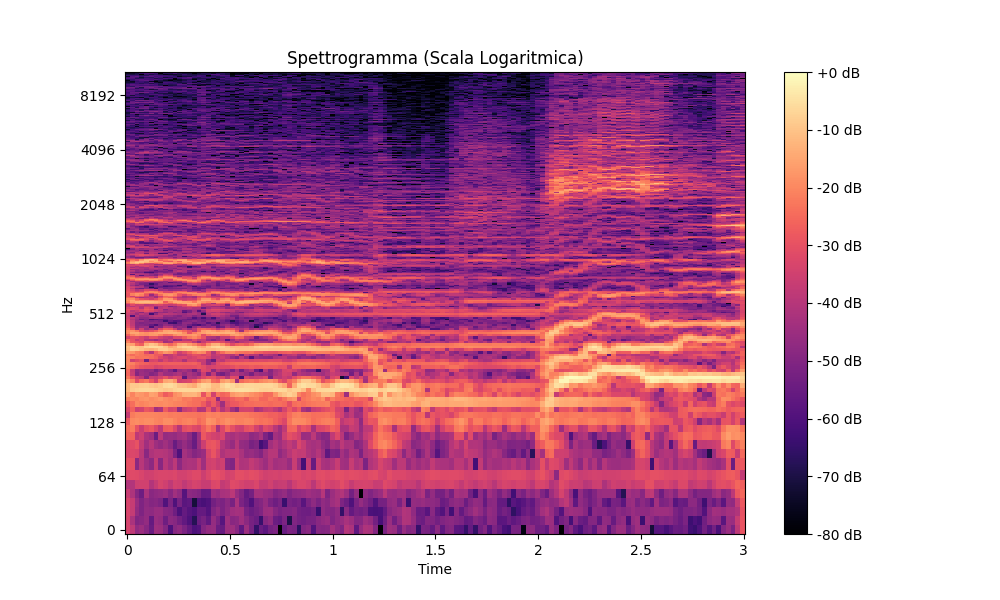 Spettrogramma (Scala Logaritmica)
Hz
8192
4096
2048
1024
512
256
128
64
0
0
0.5
1
1.5
2
2.5
3
Time
+0 dB
-10 dB
-20 dB
-30 dB
-40 dB
-50 dB
-60 dB
-70 dB
-80 dB